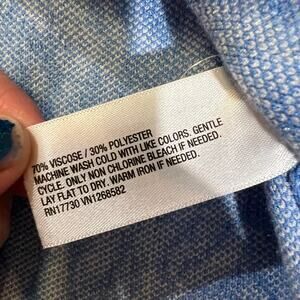 70% VISCOSE / 30% POLYESTER
MACHINE WASH COLD WITH LIKE COLORS. GENTLE
CYCLE. ONLY NON CHLORINE BLEACH IF NEEDED.
LAY FLAT TO DRY. WARM IRON IF NEEDED.
RN17730 VN1268582